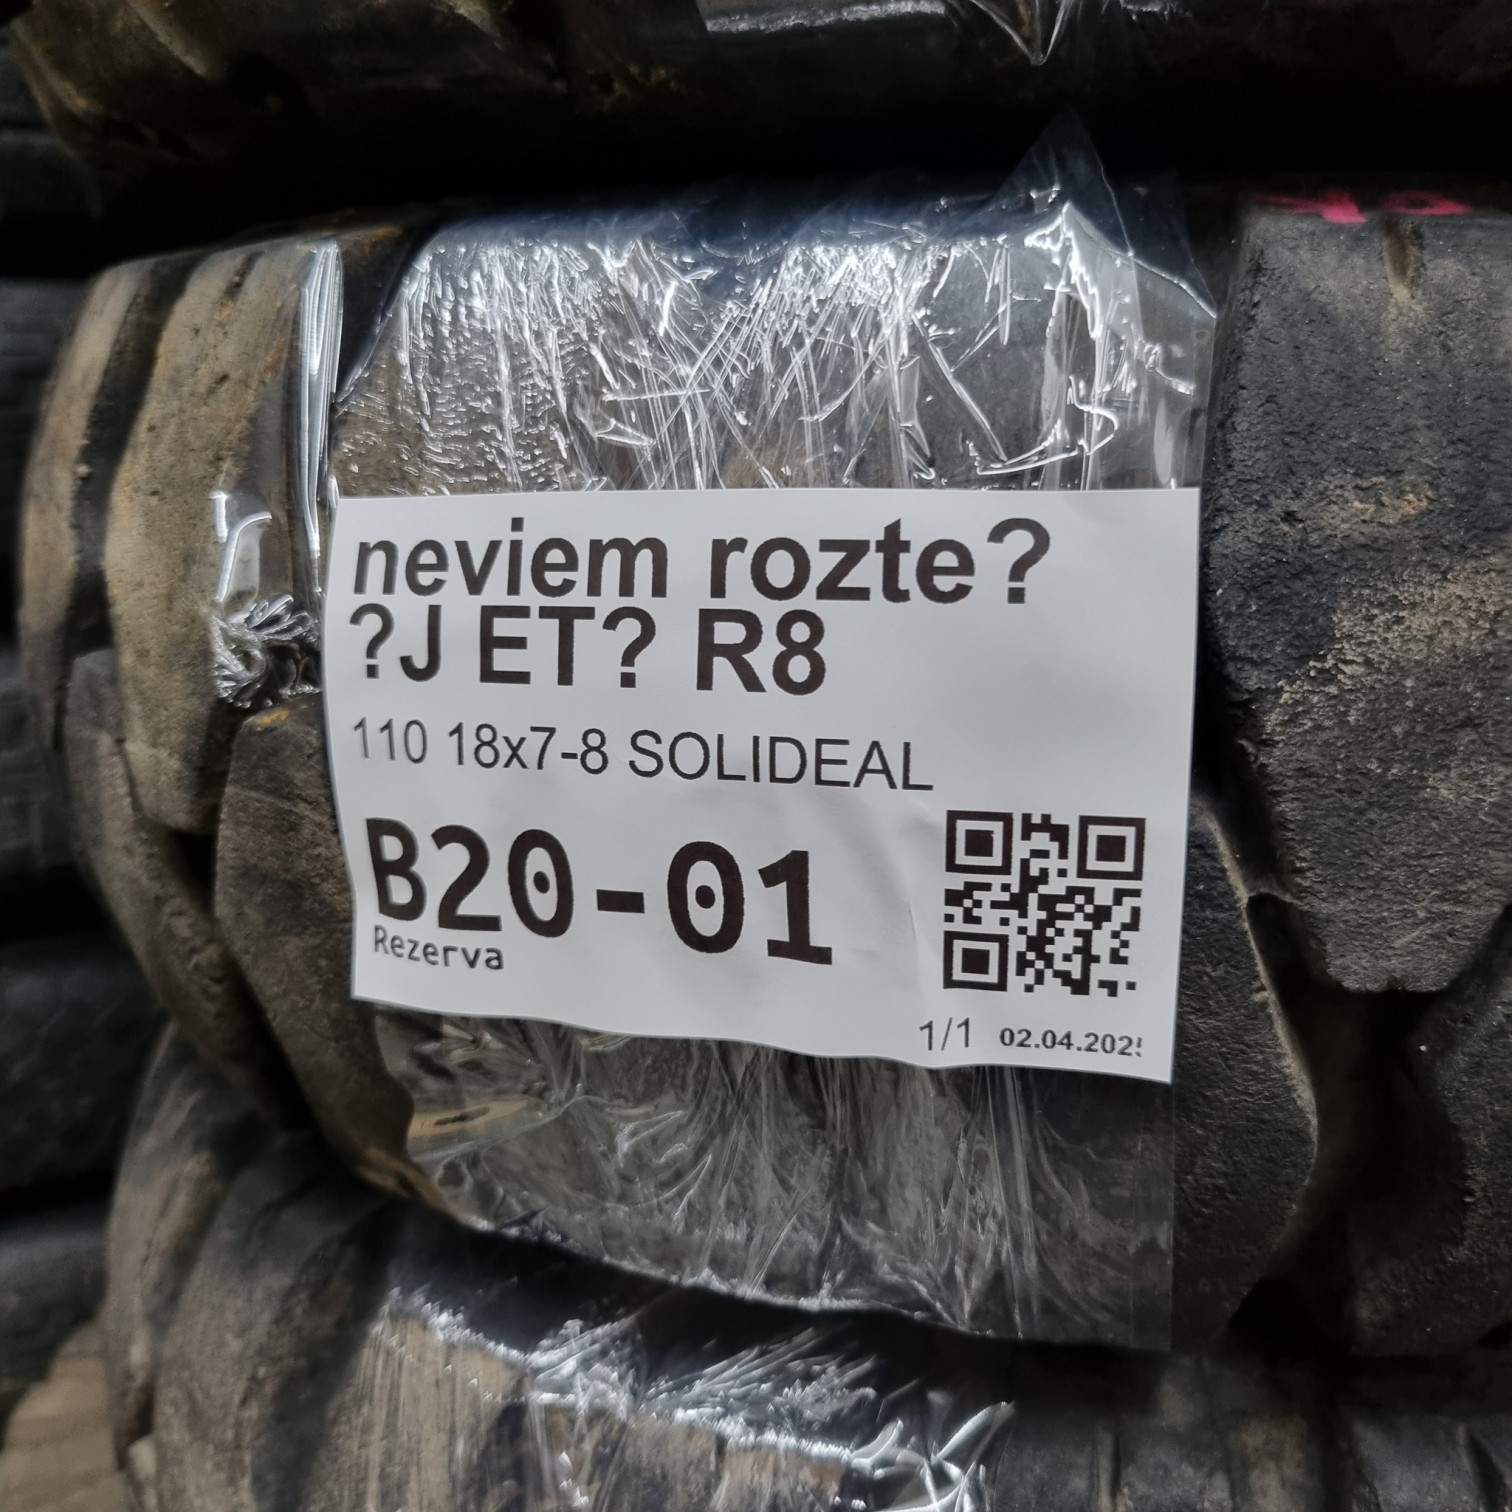 neviem rozte?
?J ET? R8
110 18x7-8 SOLIDEAL
B20-01
Rezerva
1/1 02.04.202